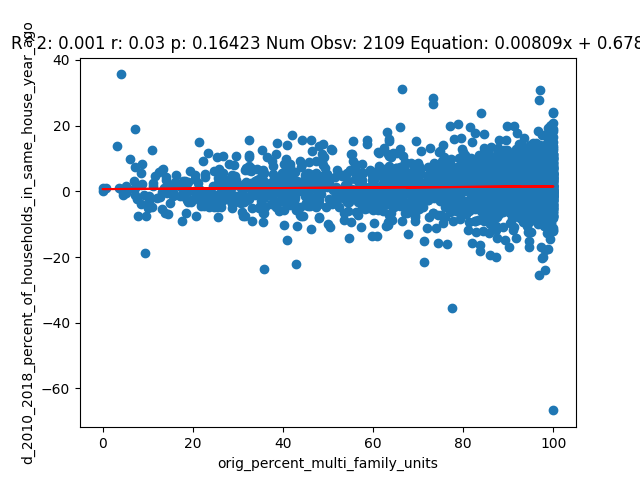 R^2: 0.001 r: 0.03 p: 0.16423 Num Obsv: 2109 Equation: 0.00809x + 0.678
d_2010_2018_percent_of_households_in_same_house_year_ago
40
20
0
−20
−40
−60
0 20 40 60 80 100
orig_percent_multi_family_units